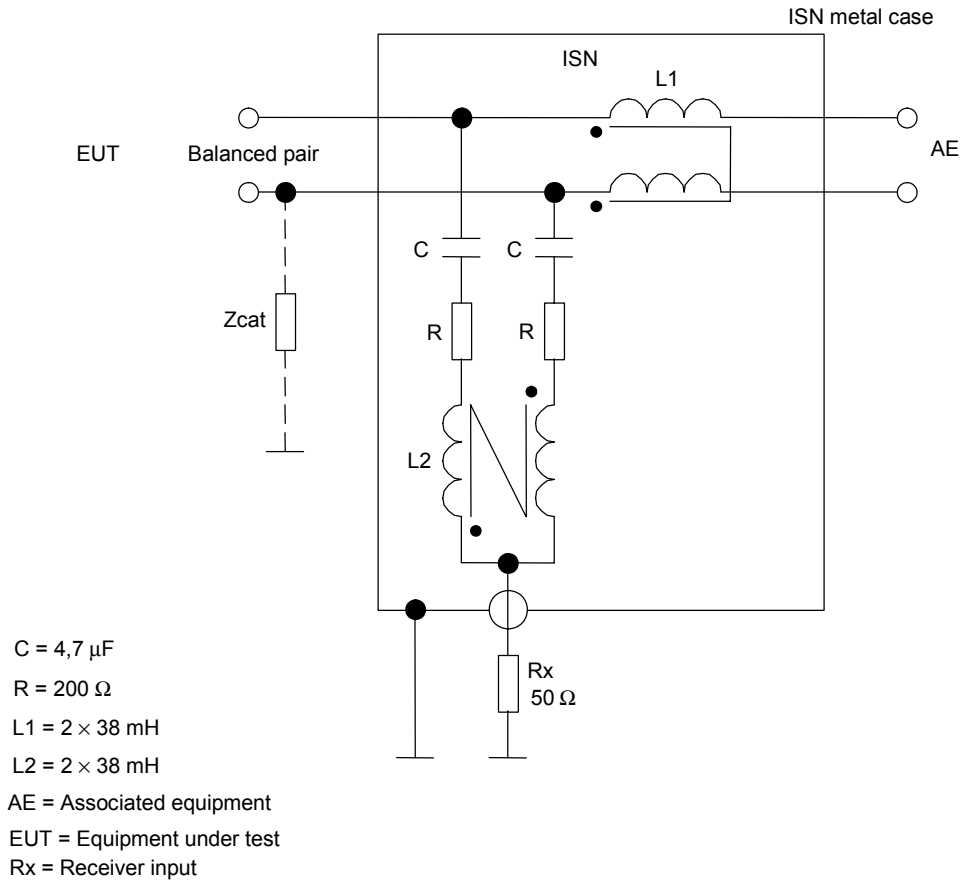 ISN metal case
ISN
L1
EUT
Balanced pair
AE
C
C
Zcat
R
R
L2
Rx
50 Ω
C = 4,7 μF
R = 200 Ω
L1 = 2 × 38 mH
L2 = 2 × 38 mH
AE = Associated equipment
EUT = Equipment under test
Rx = Receiver input